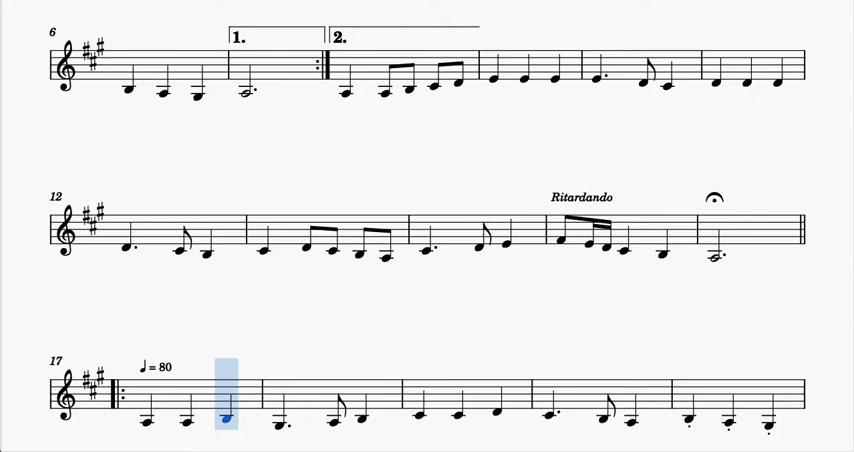 6
1. 2.
12
Ritardando
17
♩ = 80